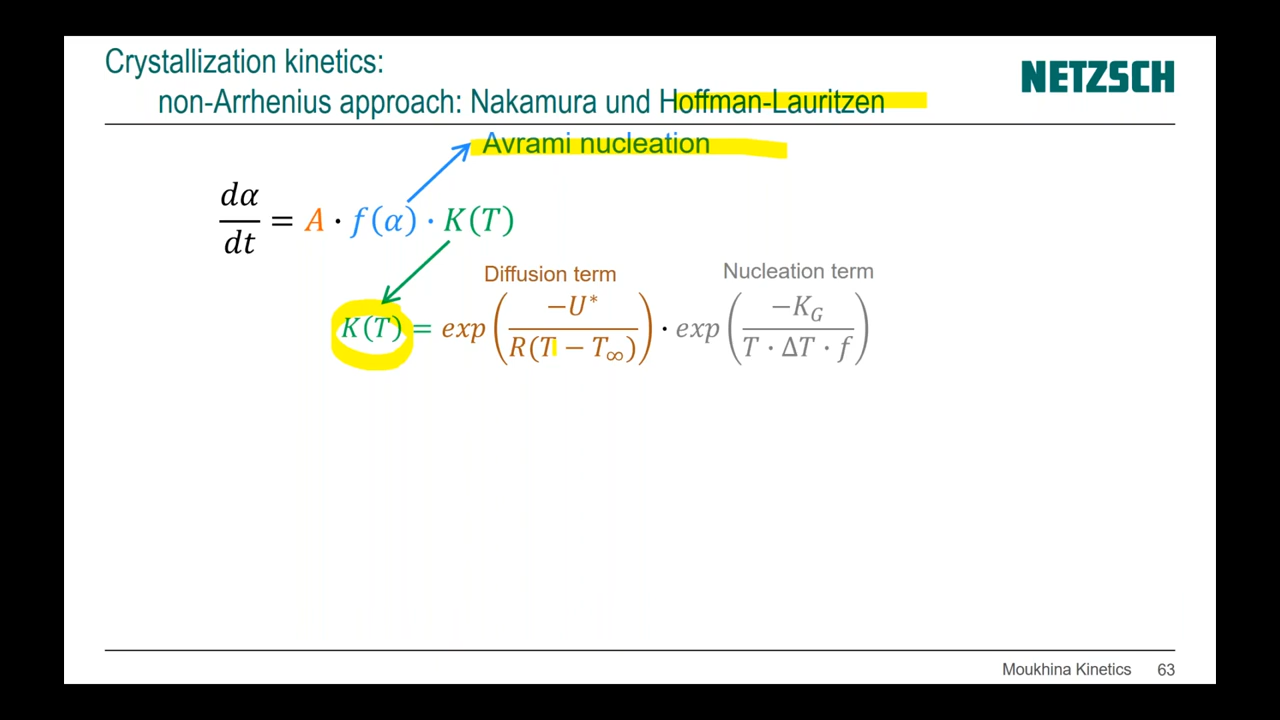 Crystallization kinetics:
non-Arrhenius approach: Nakamura und Hoffman-Lauritzen
NETZSCH
Avrami nucleation
dα/dt = A · f(α) · K(T)
Diffusion term
Nucleation term
K(T) = exp(−U*/R(T − T∞)) · exp(−K_G/T · ΔT · f)
Moukhina Kinetics 63